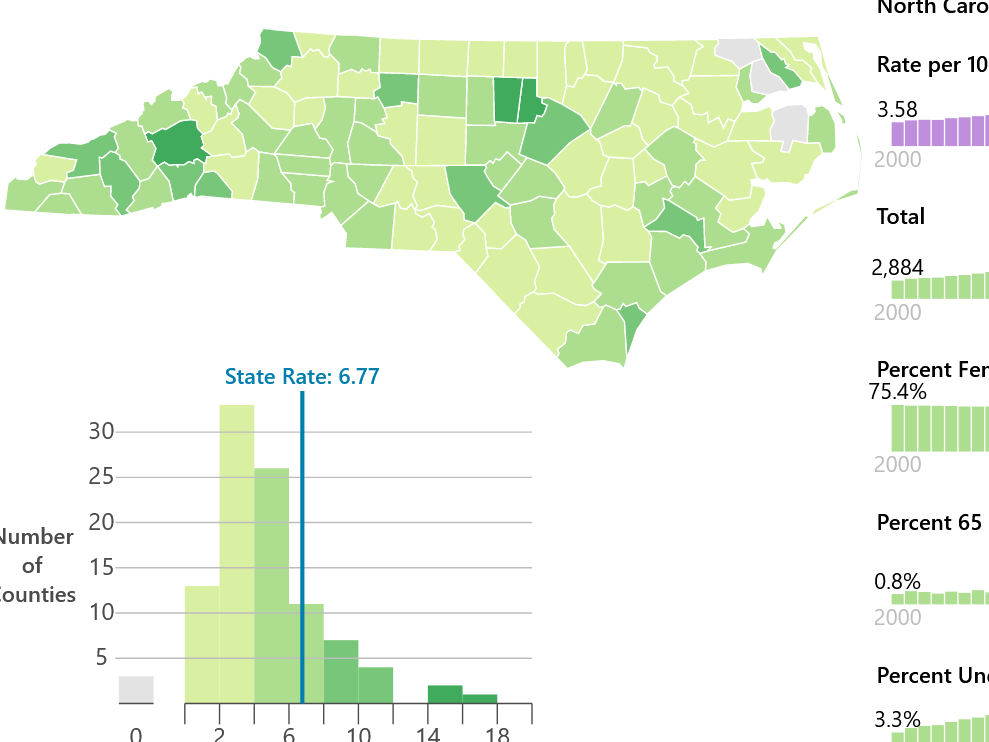 North Caro
Rate per 10
3.58
2000
Total
2,884
2000
Percent Fer
75.4%
2000
Percent 65
0.8%
2000
Percent Un
3.3%
State Rate: 6.77
30
25
20
15
10
5
Number
of
Counties
0 2 6 10 14 18